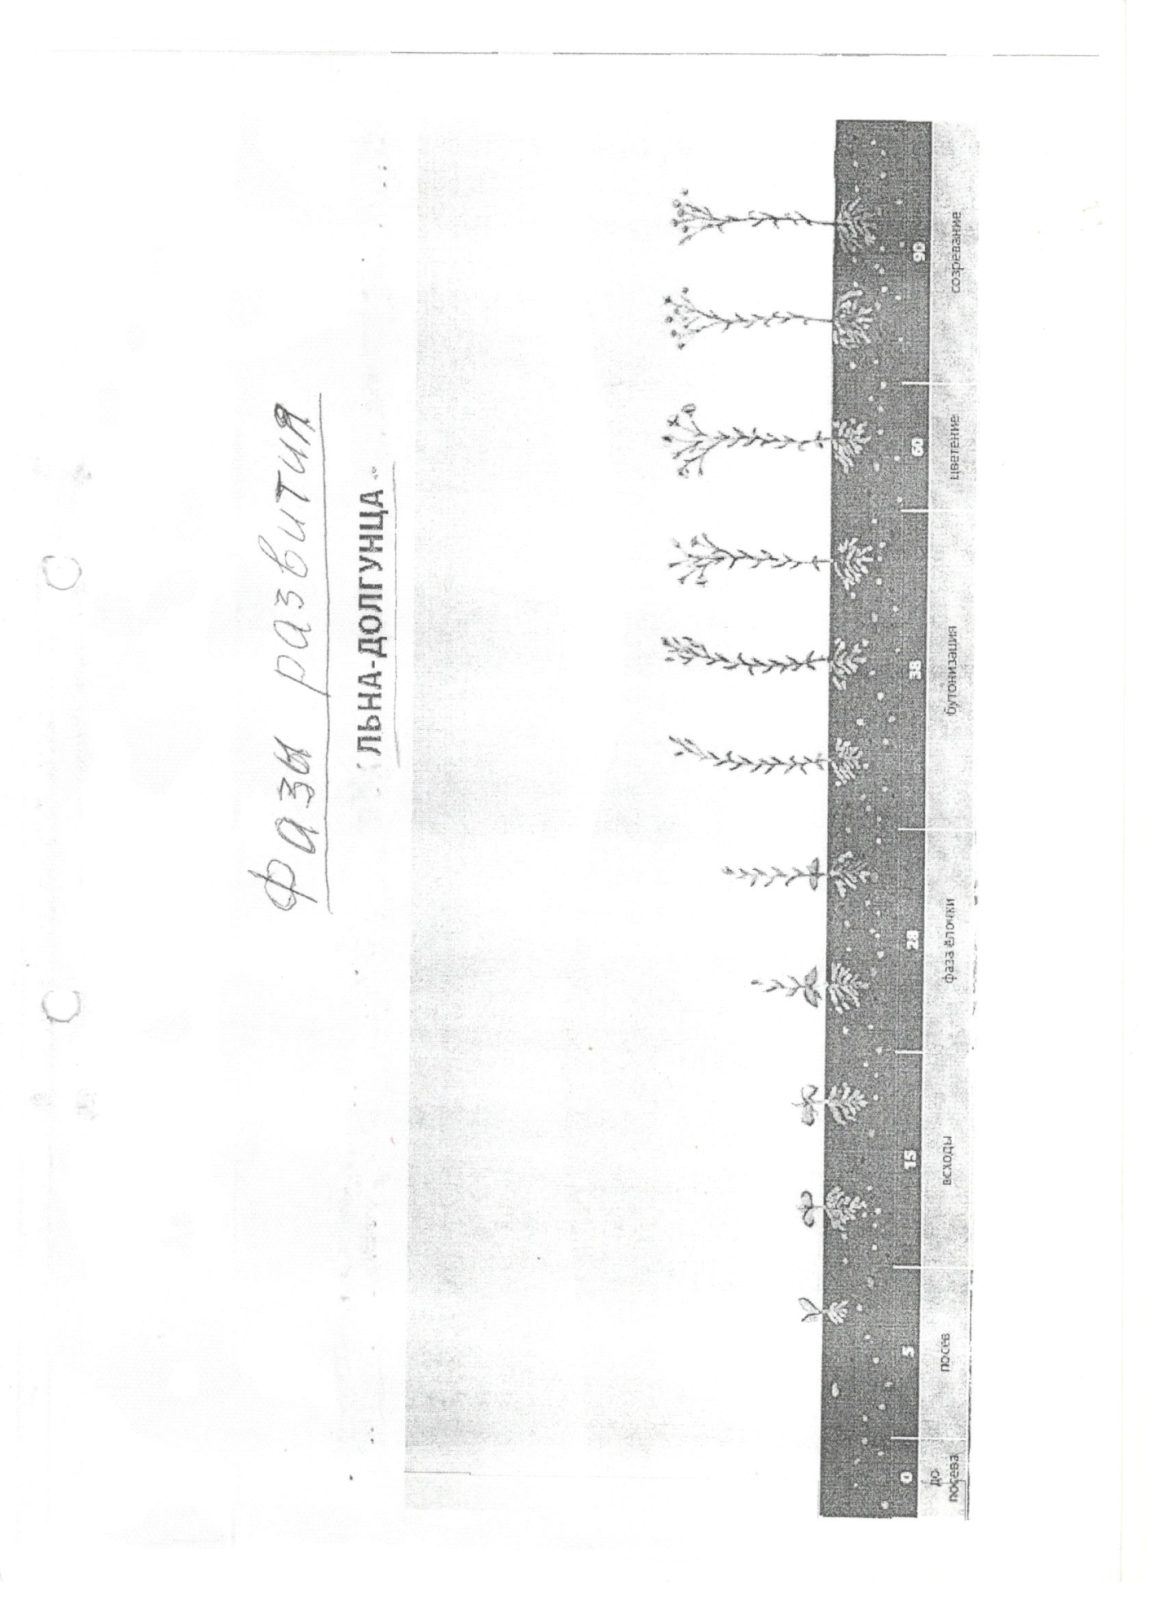 Фазы развития
ЛЬНА-ДОЛГУНЦА
0 5 15 28 38 60 90
до посева посев всходы фаза ёлочки бутонизация цветение созревание